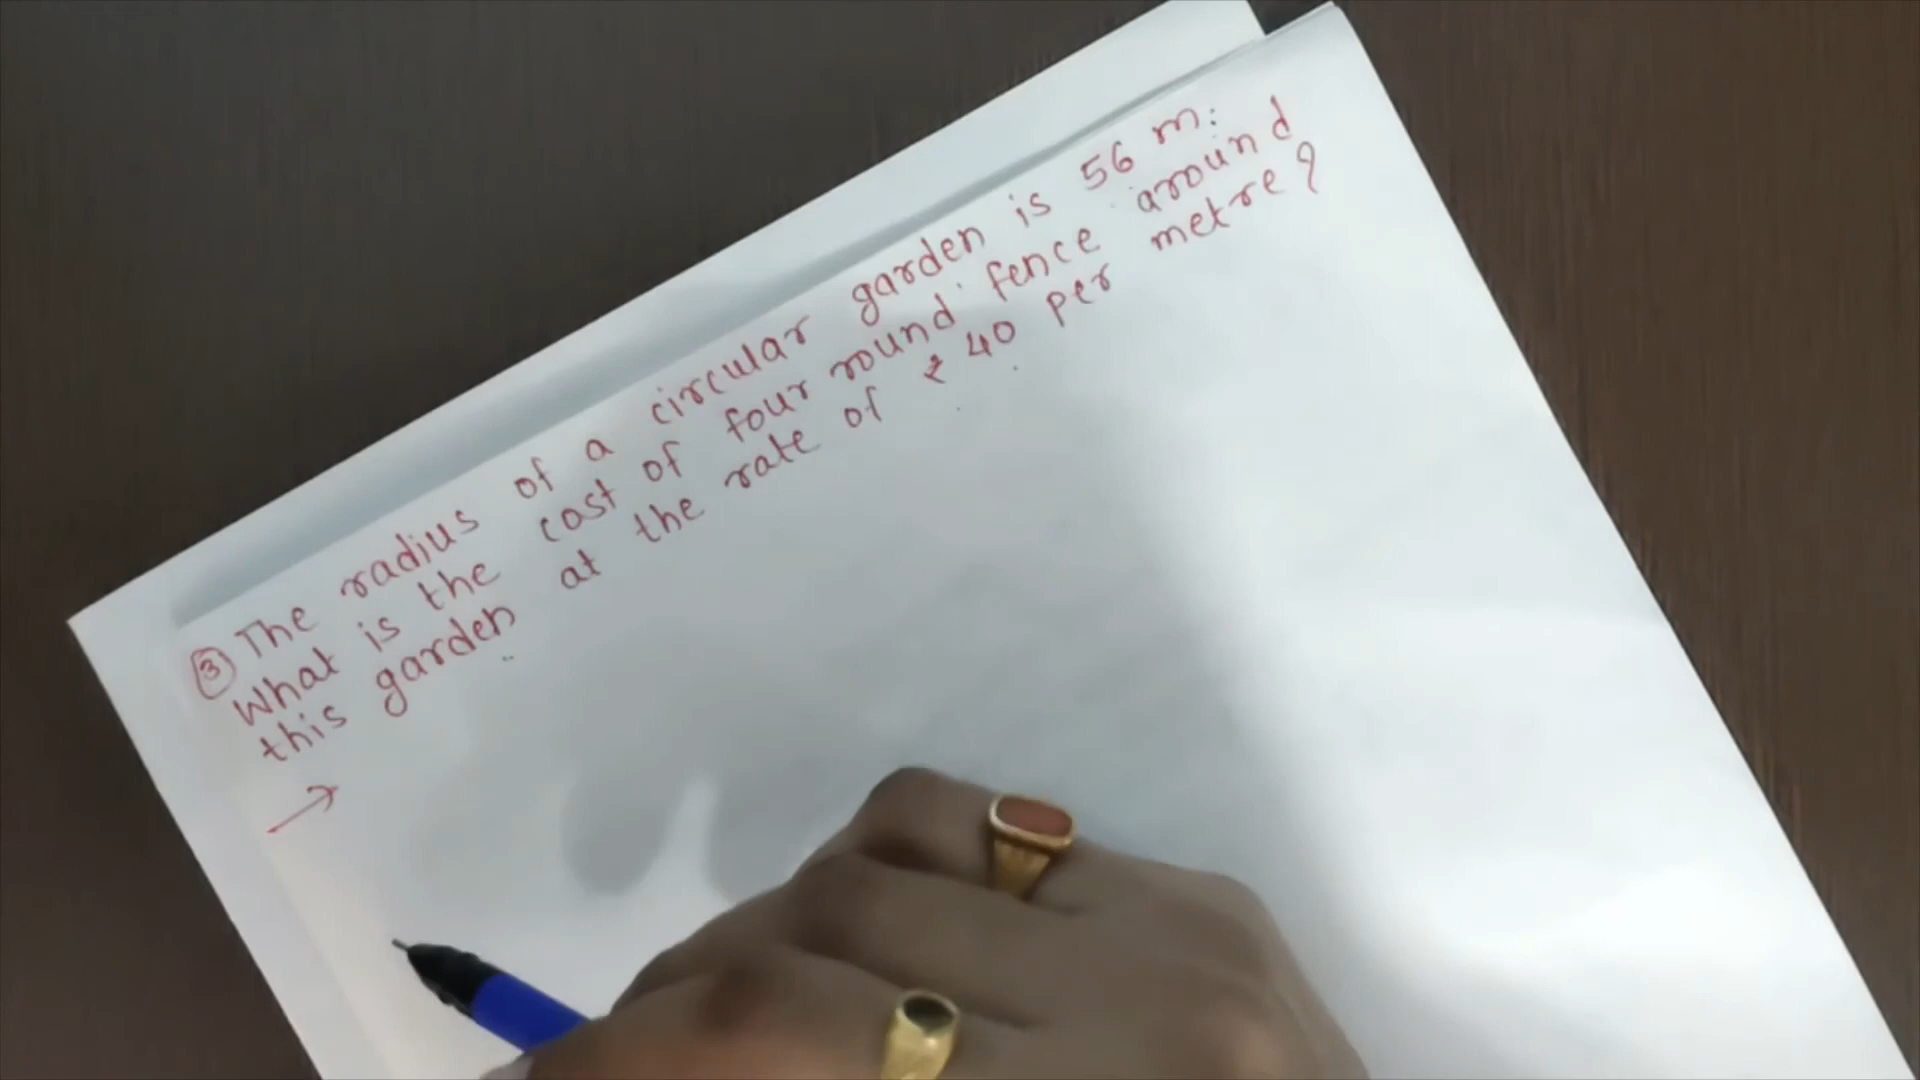 ③ The radius of a circular garden is 56 m.
What is the cost of four round fence around
this garden at the rate of ₹ 40 per metre?
→